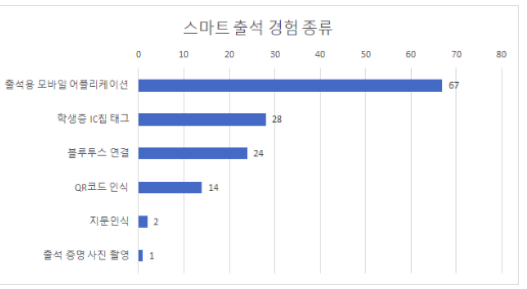 스마트 출석 경험 종류
0 10 20 30 40 50 60 70 80
출석용 모바일 어플리케이션 67
학생증 IC칩 태그 28
블루투스 연결 24
QR코드 인식 14
지문인식 2
출석 증명 사진 촬영 1